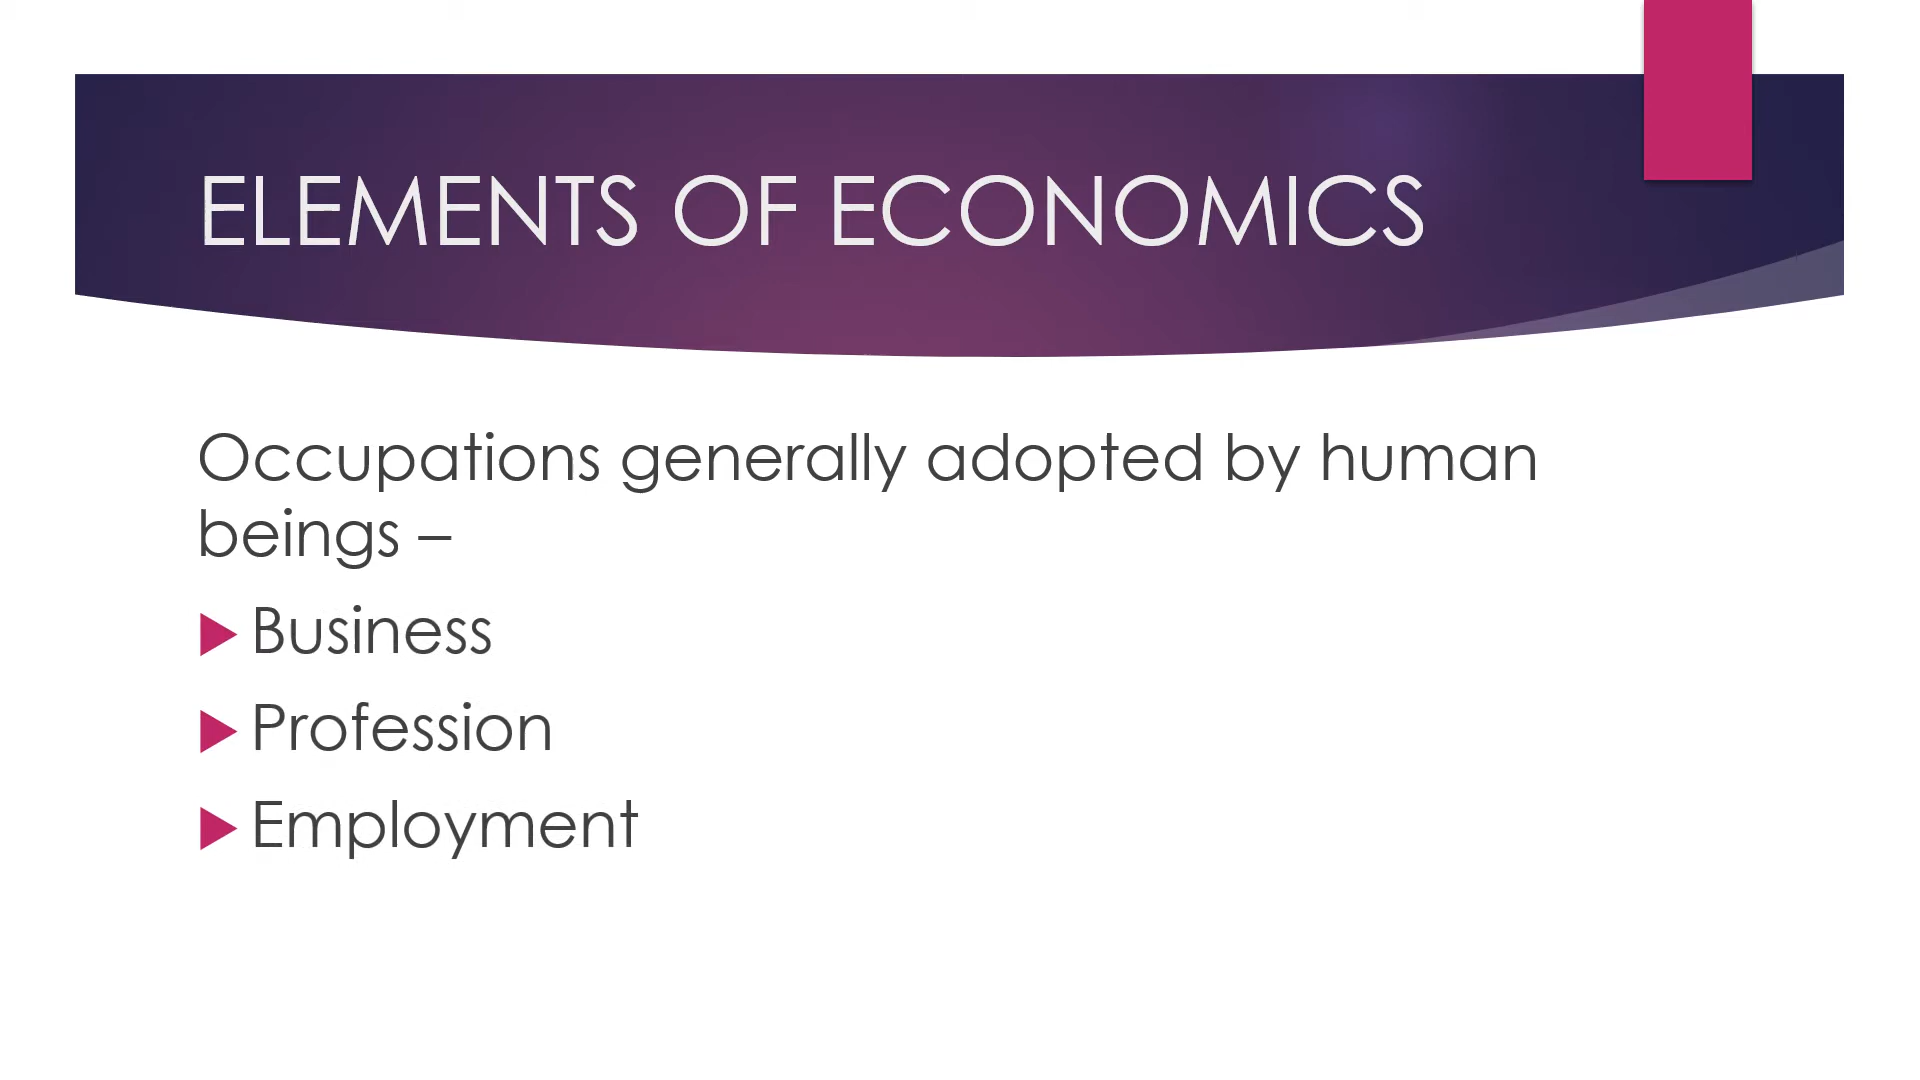 ELEMENTS OF ECONOMICS
Occupations generally adopted by human
beings –
Business
Profession
Employment